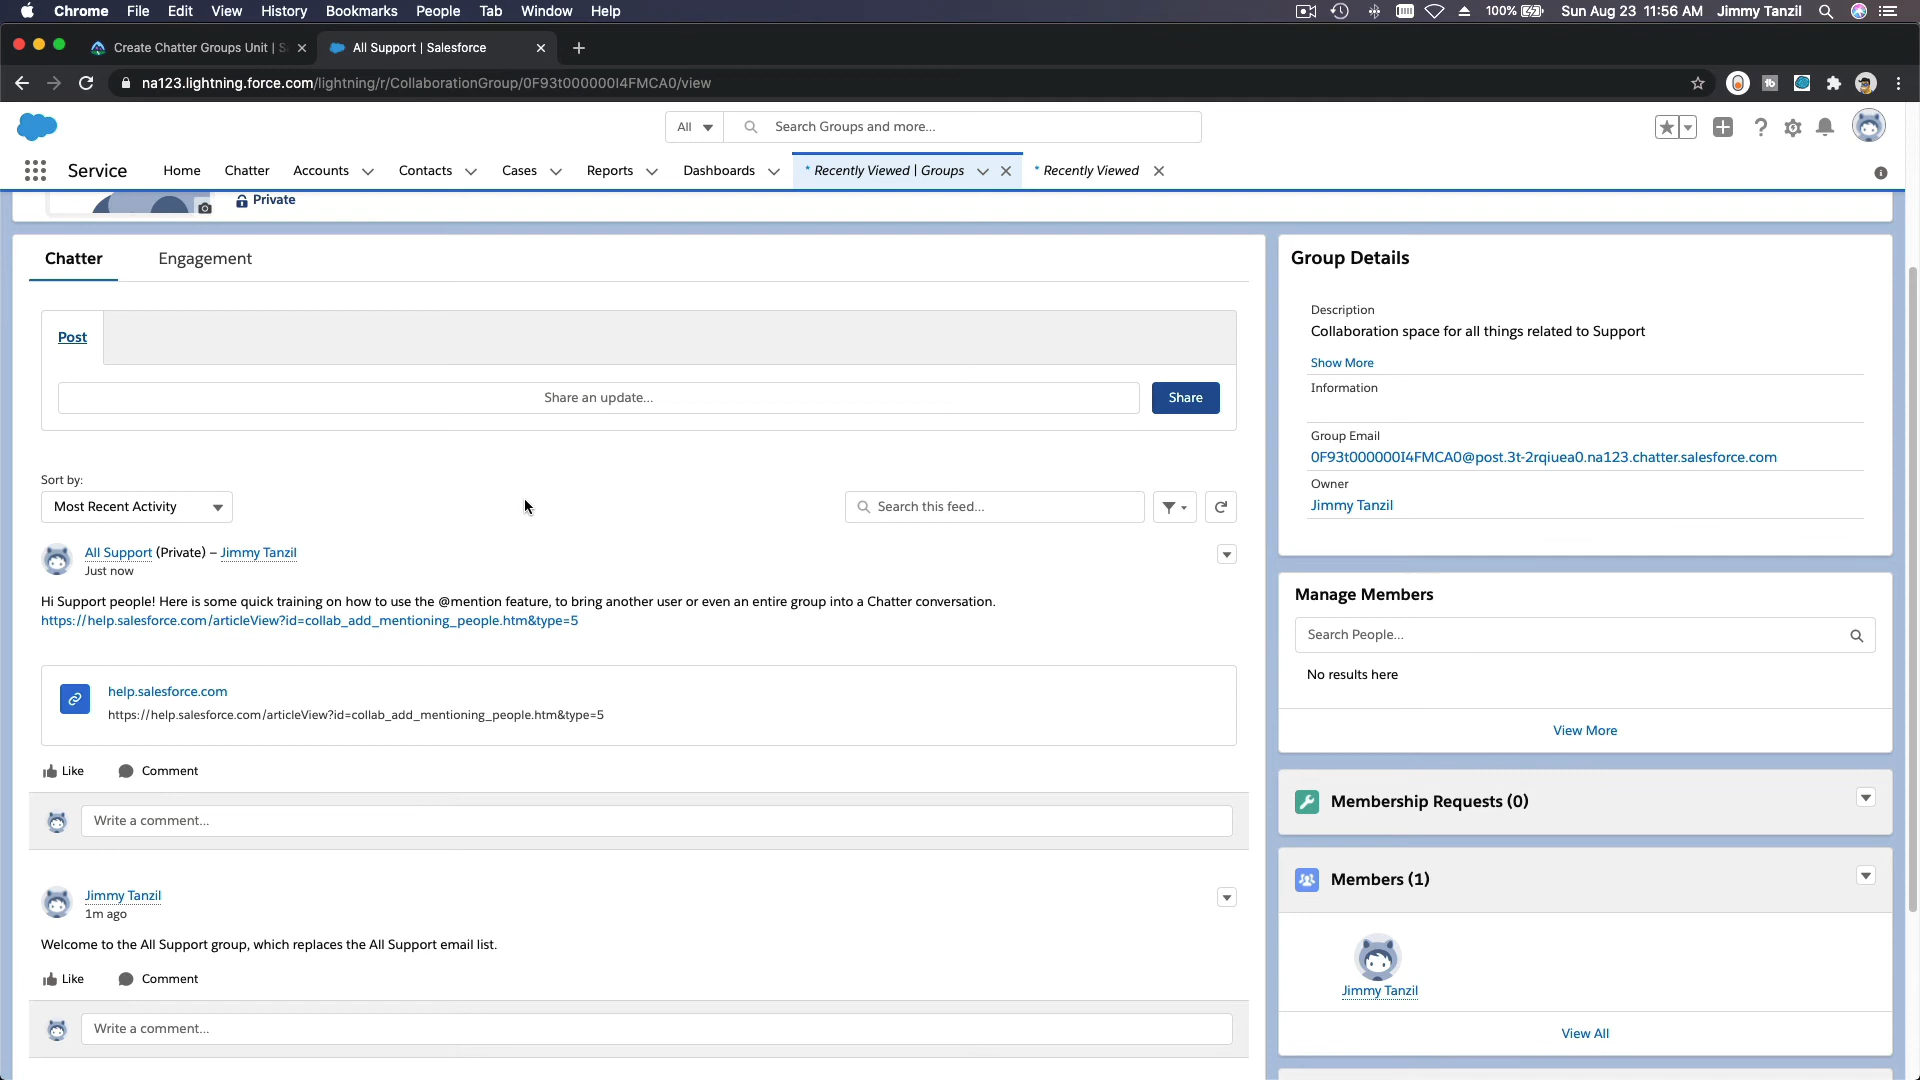 Chrome File Edit View History Bookmarks People Tab Window Help 100% Sun Aug 23 11:56 AM Jimmy Tanzil
Create Chatter Groups Unit | S
All Support | Salesforce
na123.lightning.force.com/lightning/r/CollaborationGroup/0F93t000000I4FMCA0/view
All
Search Groups and more...
Service Home Chatter Accounts Contacts Cases Reports Dashboards * Recently Viewed | Groups * Recently Viewed
Private
Chatter Engagement
Post
Share an update...
Share
Sort by:
Most Recent Activity
Search this feed...
All Support (Private) – Jimmy Tanzil
Just now
Hi Support people! Here is some quick training on how to use the @mention feature, to bring another user or even an entire group into a Chatter conversation.
https://help.salesforce.com/articleView?id=collab_add_mentioning_people.htm&type=5
help.salesforce.com
https://help.salesforce.com/articleView?id=collab_add_mentioning_people.htm&type=5
Like Comment
Write a comment...
Jimmy Tanzil
1m ago
Welcome to the All Support group, which replaces the All Support email list.
Like Comment
Write a comment...
Group Details
Description
Collaboration space for all things related to Support
Show More
Information
Group Email
0F93t000000I4FMCA0@post.3t-2rqiuea0.na123.chatter.salesforce.com
Owner
Jimmy Tanzil
Manage Members
Search People...
No results here
View More
Membership Requests (0)
Members (1)
Jimmy Tanzil
View All